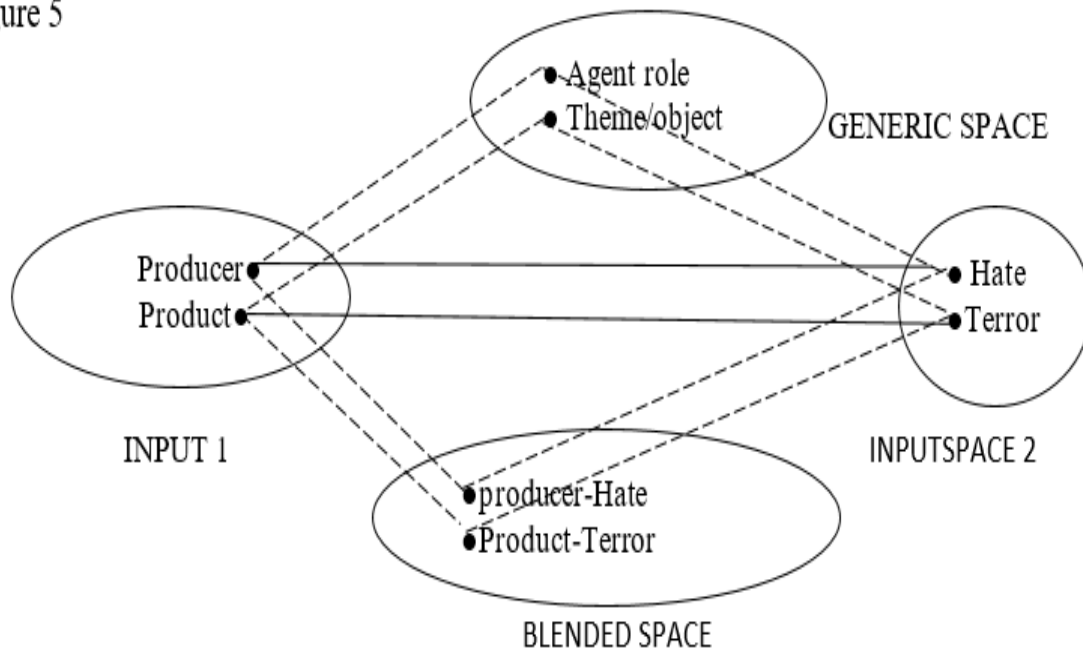 ure 5
Agent role
Theme/object
GENERIC SPACE
Producer
Product
Hate
Terror
INPUT 1
INPUTSPACE 2
producer-Hate
Product-Terror
BLENDED SPACE